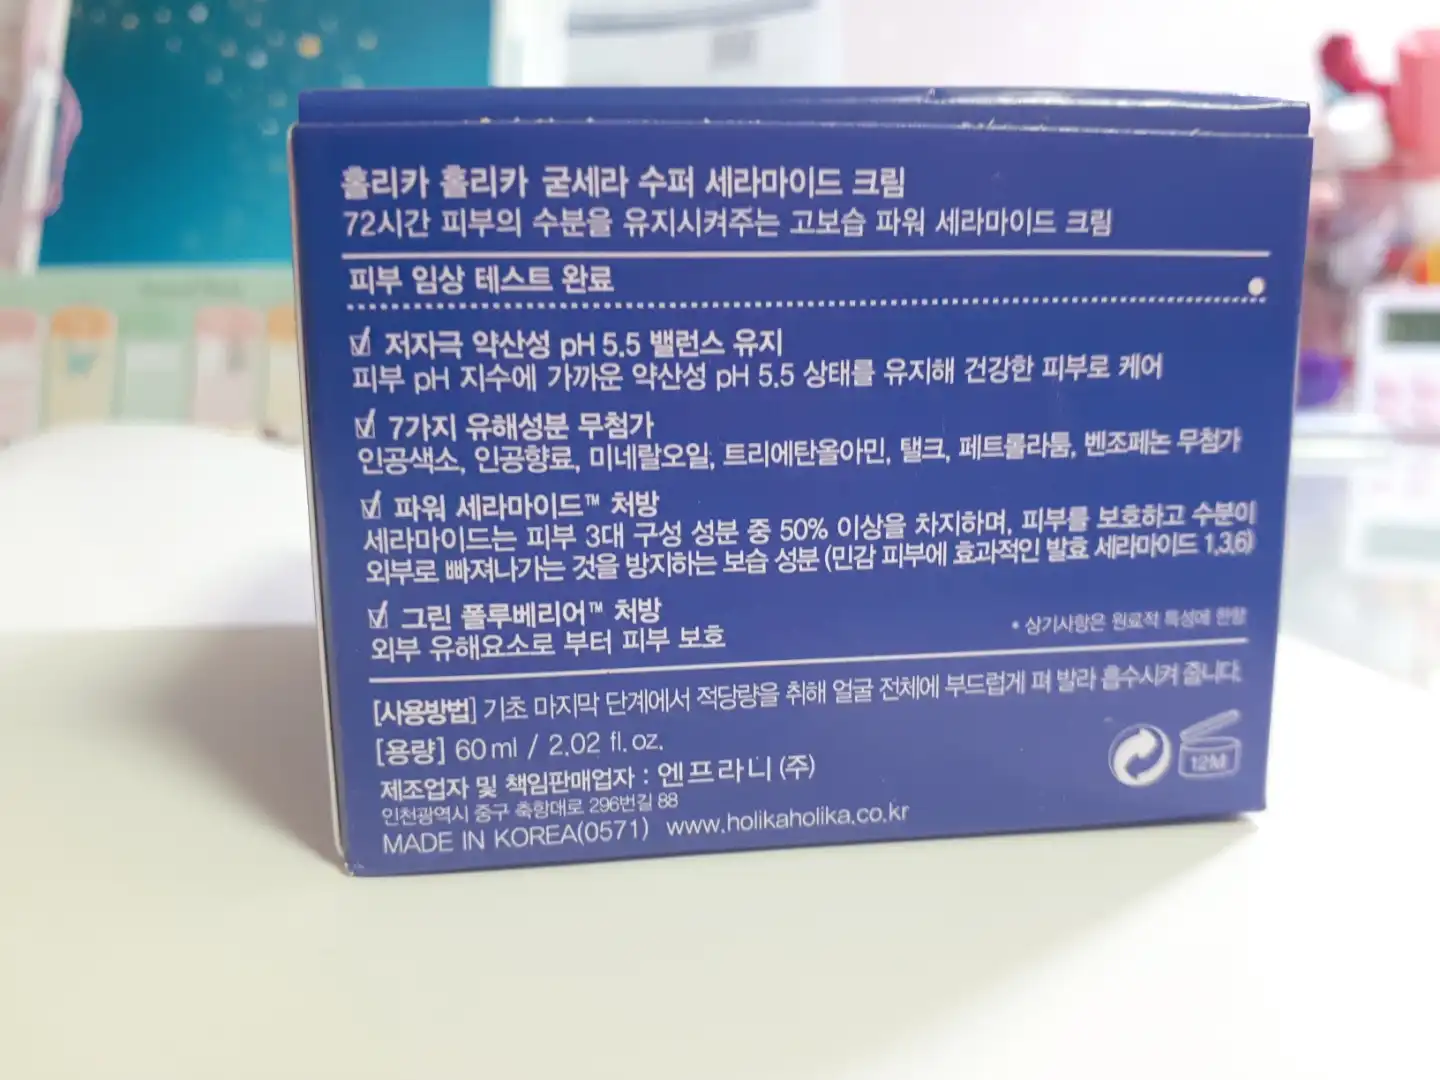 홀리카 홀리카 굳세라 수퍼 세라마이드 크림
72시간 피부의 수분을 유지시켜주는 고보습 파워 세라마이드 크림
피부 임상 테스트 완료
저자극 약산성 pH 5.5 밸런스 유지
피부 pH 지수에 가까운 약산성 pH 5.5 상태를 유지해 건강한 피부로 케어
7가지 유해성분 무첨가
인공색소, 인공향료, 미네랄오일, 트리에탄올아민, 탤크, 페트롤라툼, 벤조페논 무첨가
파워 세라마이드™ 처방
세라마이드는 피부 3대 구성 성분 중 50% 이상을 차지하며, 피부를 보호하고 수분이
외부로 빠져나가는 것을 방지하는 보습 성분 (민감 피부에 효과적인 발효 세라마이드 1,3,6)
그린 폴루베리어™ 처방
외부 유해요소로 부터 피부 보호
• 상기사항은 원료적 특성에 한함
[사용방법] 기초 마지막 단계에서 적당량을 취해 얼굴 전체에 부드럽게 펴 발라 흡수시켜 줍니다.
[용량] 60ml / 2.02 fl. oz.
12M
제조업자 및 책임판매업자 : 엔프라니 (주)
인천광역시 중구 축항대로 296번길 88
MADE IN KOREA(0571) www.holikaholika.co.kr